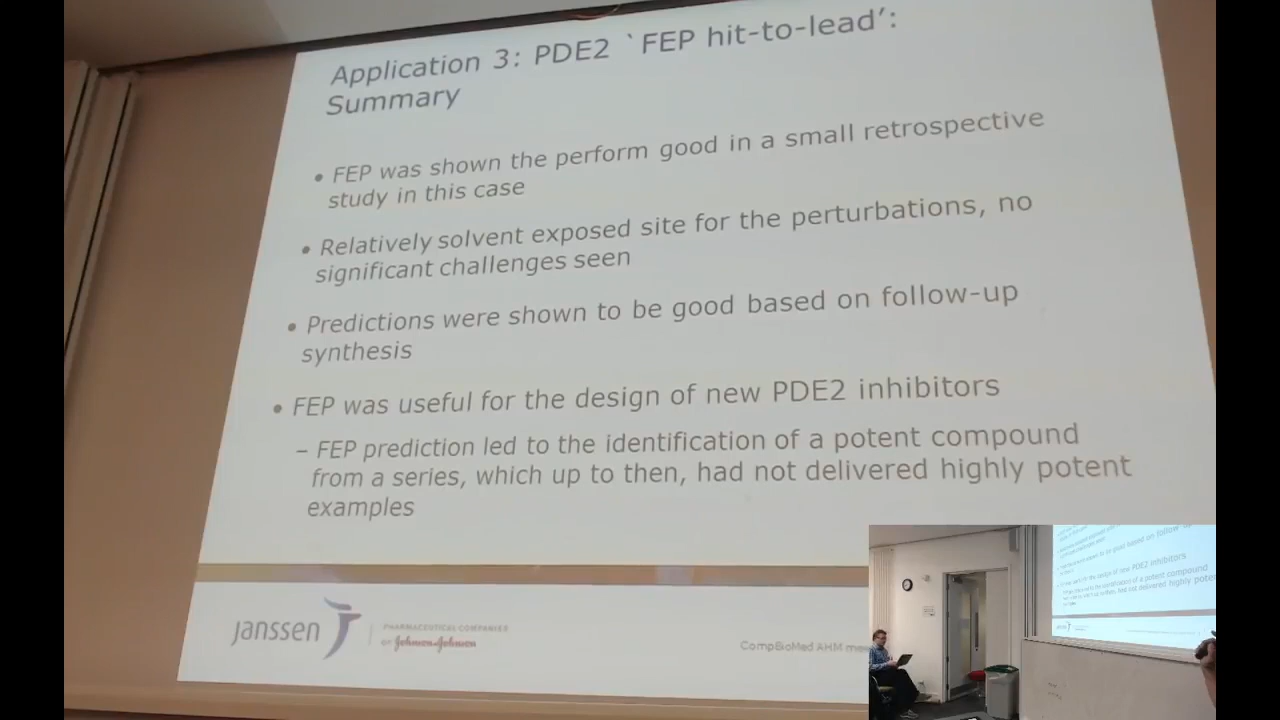 Application 3: PDE2 `FEP hit-to-lead’:
Summary
• FEP was shown the perform good in a small retrospective
study in this case
• Relatively solvent exposed site for the perturbations, no
significant challenges seen
• Predictions were shown to be good based on follow-up
synthesis
• FEP was useful for the design of new PDE2 inhibitors
– FEP prediction led to the identification of a potent compound
from a series, which up to then, had not delivered highly potent
examples
janssen
PHARMACEUTICAL COMPANIES
OF Johnson & Johnson
CompBioMed AHM